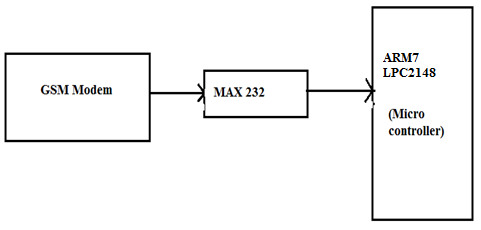 GSM Modem
MAX 232
ARM7
LPC2148
(Micro
controller)